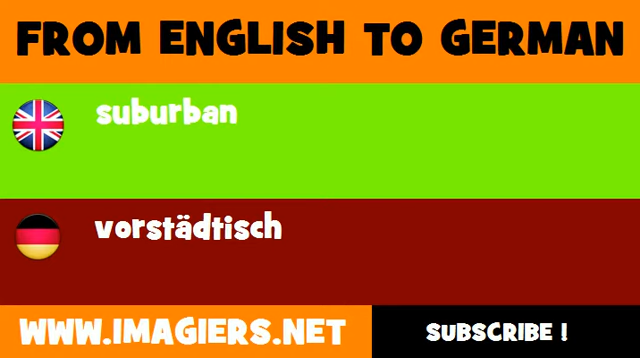 FROM ENGLISH TO GERMAN
suburban
vorstädtisch
WWW.IMAGIERS.NET
SUBSCRIBE !